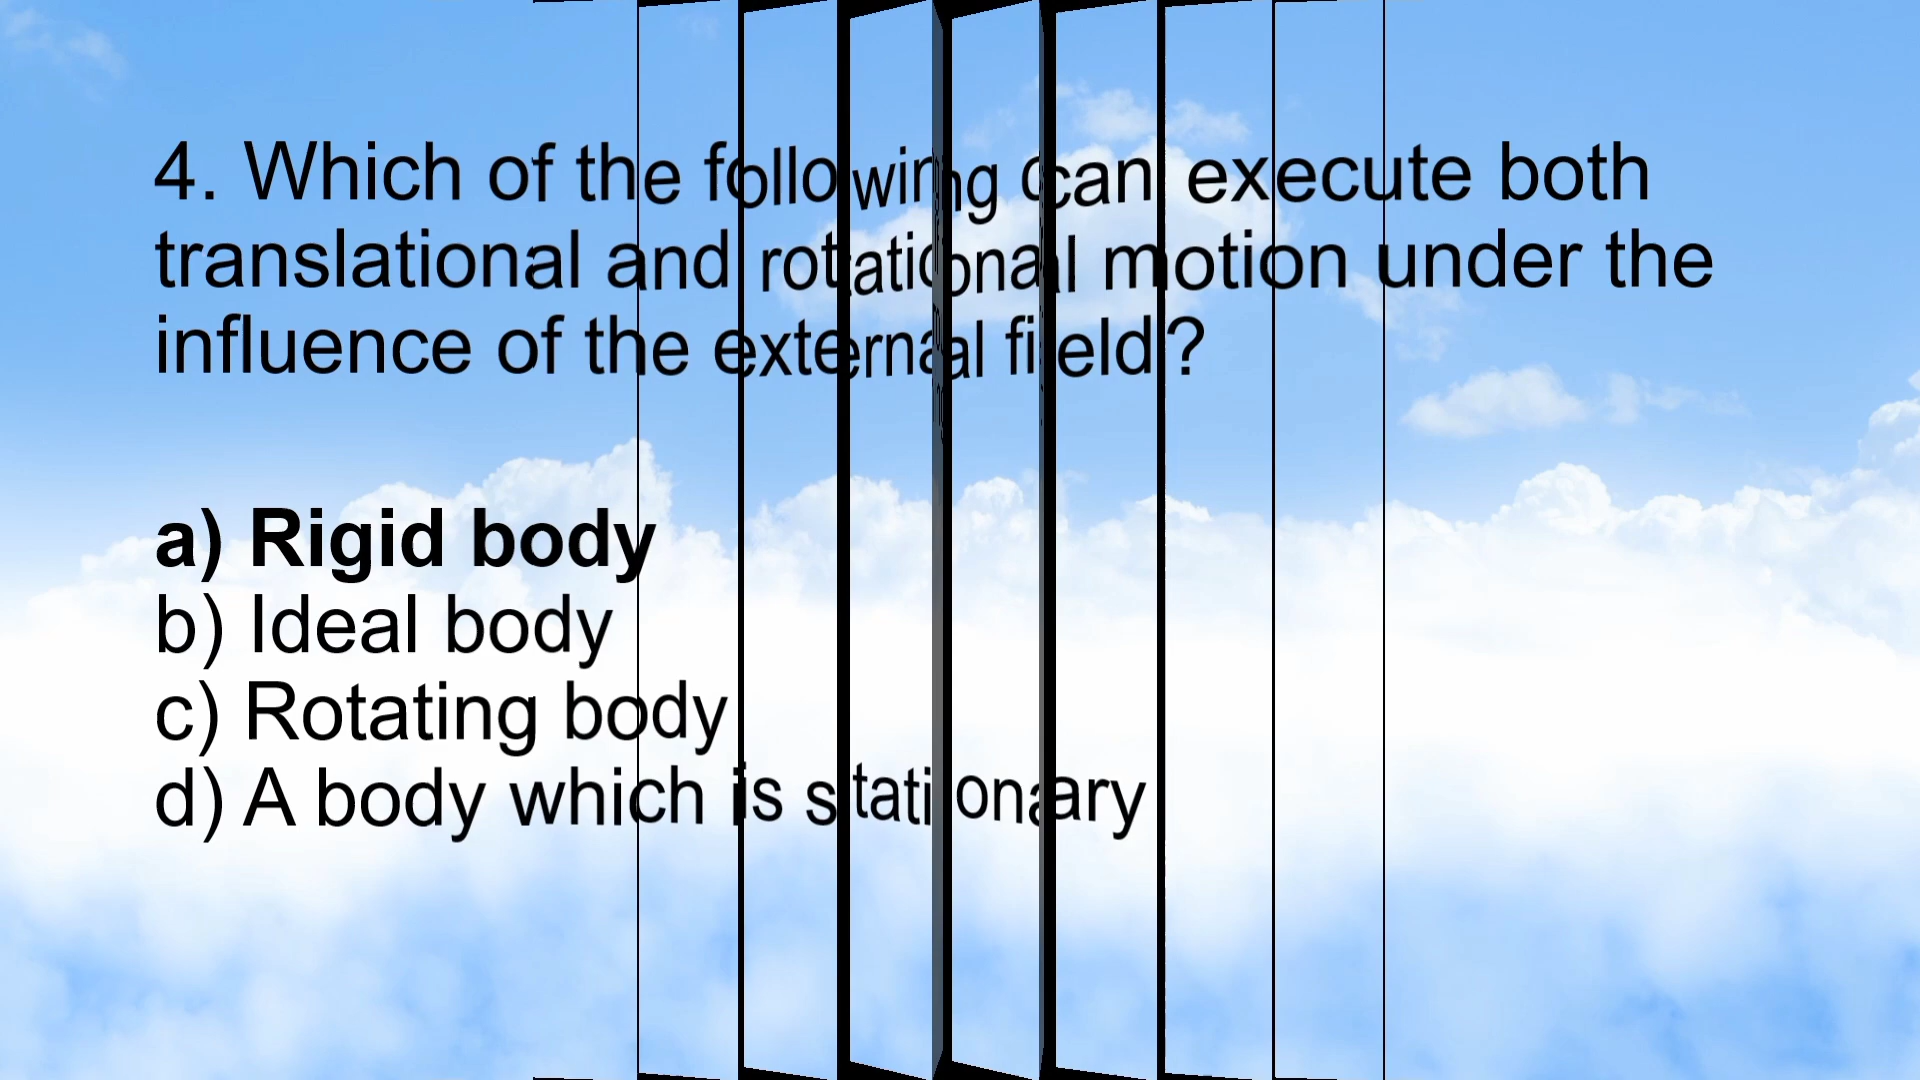 4. Which of the following can execute both
translational and rotational motion under the
influence of the external field?
a) Rigid body
b) Ideal body
c) Rotating body
d) A body which is stationary